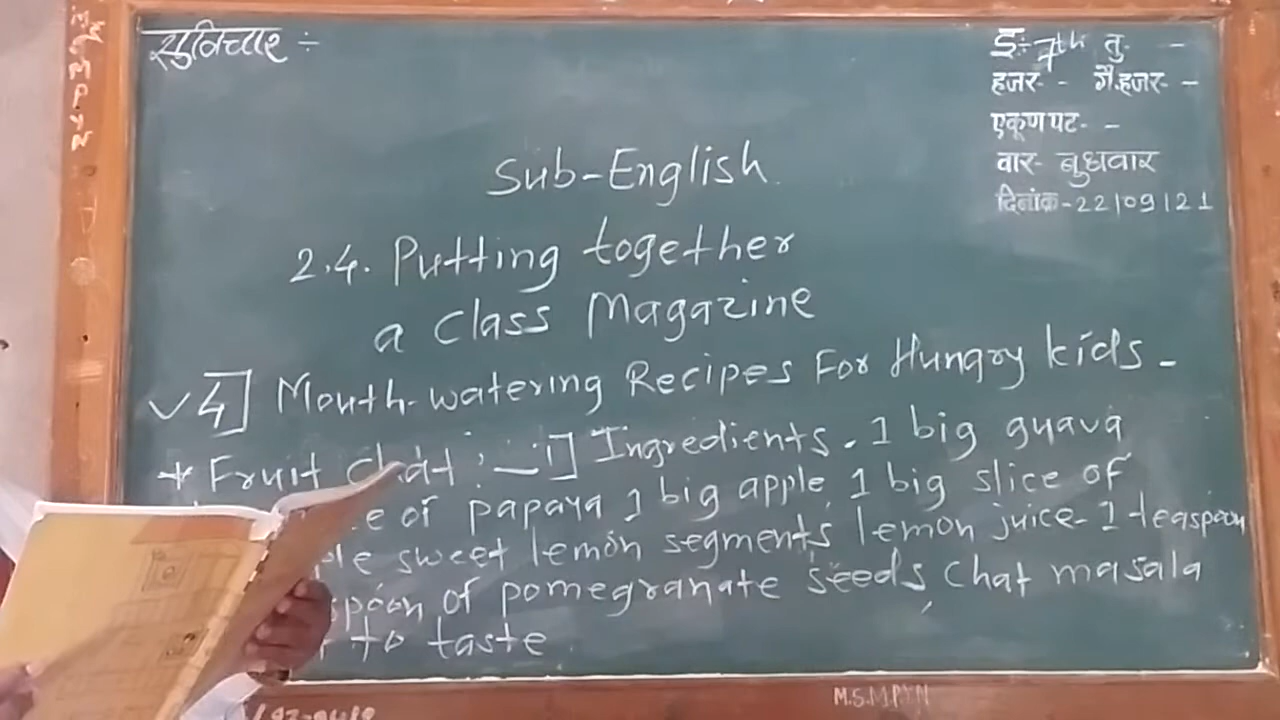 सुविचार ÷
इ÷ 7th तु- -
हजर- - गै.हजर- -
एकूण पट- -
वार- बुधवार
दिनांक-22/09/21
Sub-English
2.4. Putting together
a Class Magazine
✓ 4] Mouth-watering Recipes For Hungry kids -
* Fruit Chat ; - 1] Ingredients. 1 big guava
of papaya 1 big apple, 1 big slice of
sweet lemon segments lemon juice- 1 teaspoon
of pomegranate seeds, Chat masala
to taste
M.S.M.P.Y.N